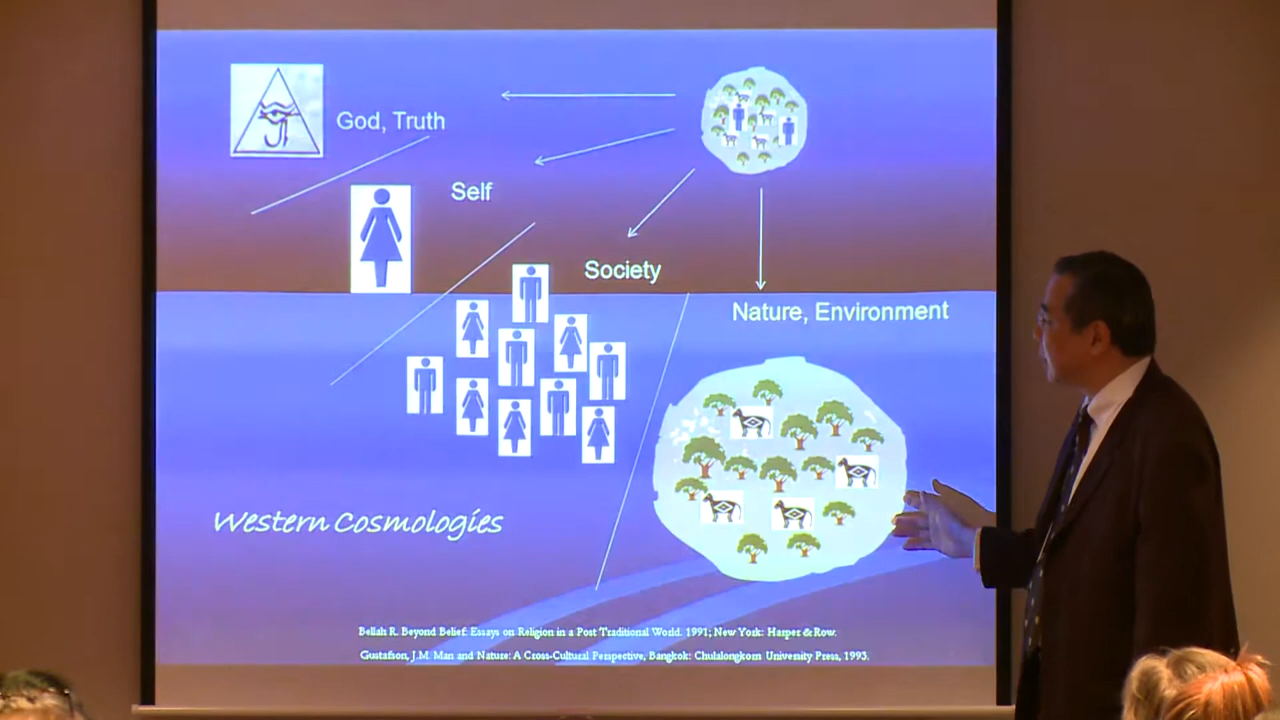 God, Truth
Self
Society
Nature, Environment
Western Cosmologies
Bellah R. Beyond Belief: Essays on Religion in a Post Traditional World. 1991; New York: Harper & Row.
Gustafson, J.M. Man and Nature: A Cross-Cultural Perspective, Bangkok: Chulalongkorn University Press, 1993.